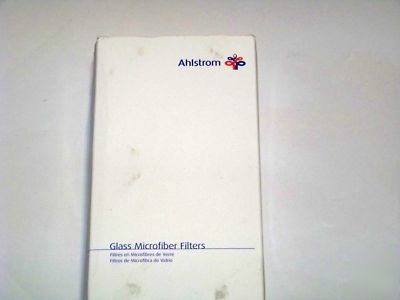 Ahlstrom
Glass Microfiber Filters
Filtres en Microfibres de Verre
Filtros de Microfibra de Vidrio